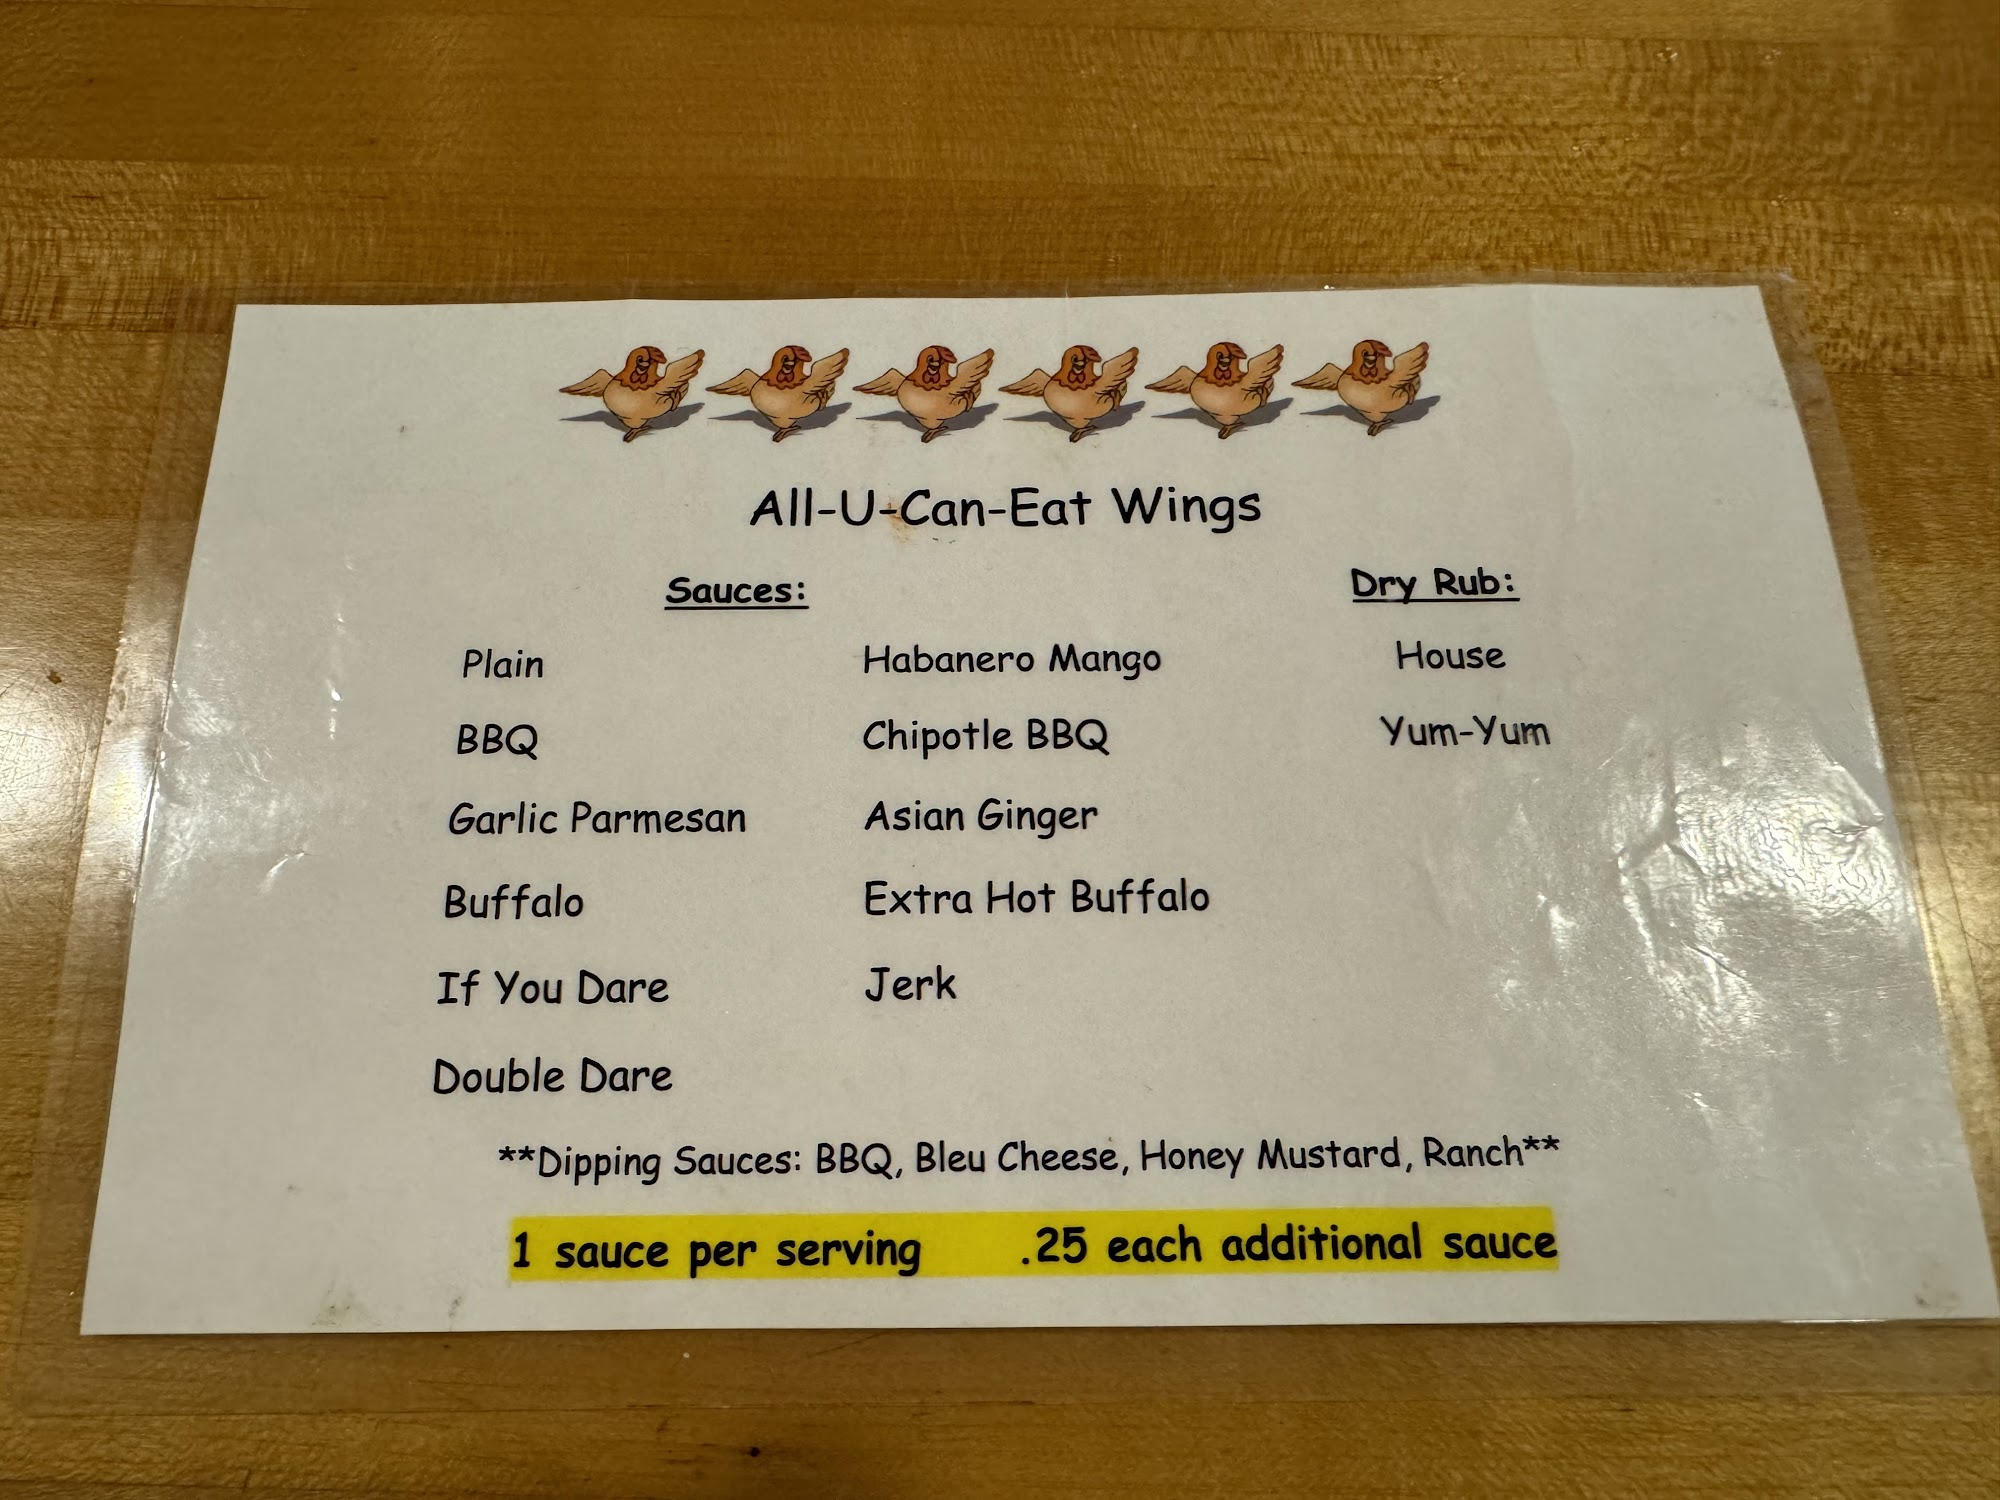 All-U-Can-Eat Wings
Sauces: Dry Rub:
Plain Habanero Mango House
BBQ Chipotle BBQ Yum-Yum
Garlic Parmesan Asian Ginger
Buffalo Extra Hot Buffalo
If You Dare Jerk
Double Dare
**Dipping Sauces: BBQ, Bleu Cheese, Honey Mustard, Ranch**
1 sauce per serving .25 each additional sauce